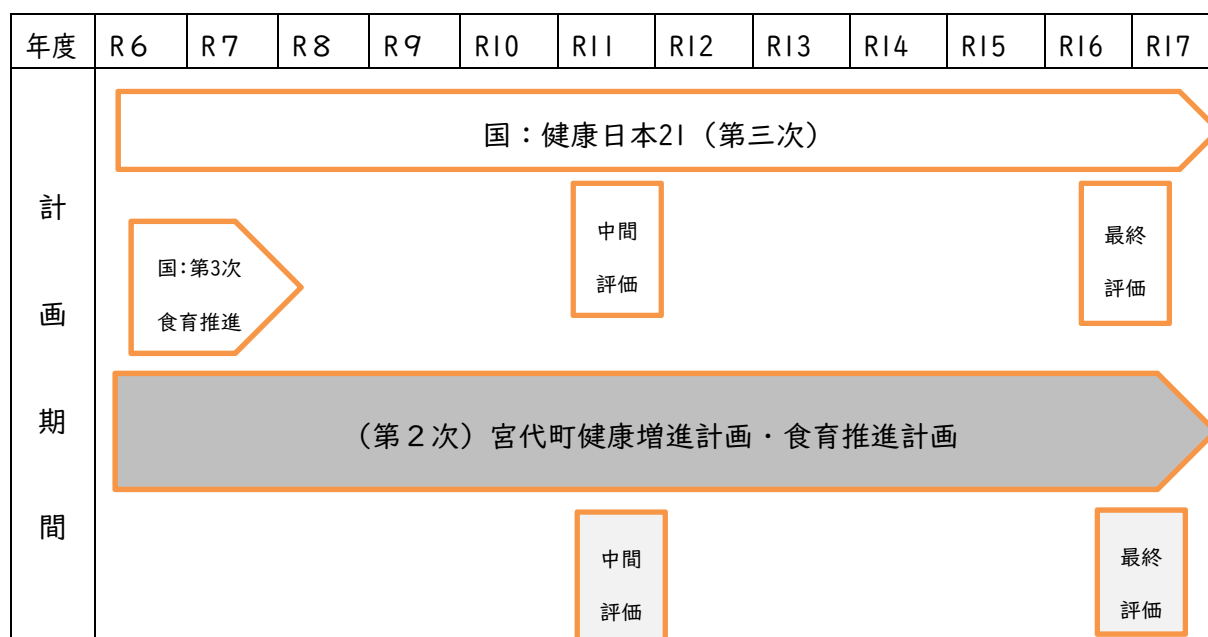 年度 R6 R7 R8 R9 R10 R11 R12 R13 R14 R15 R16 R17
計画期間
国：健康日本21（第三次）
中間
評価
最終
評価
国:第3次
食育推進
（第２次）宮代町健康増進計画・食育推進計画
中間
評価
最終
評価